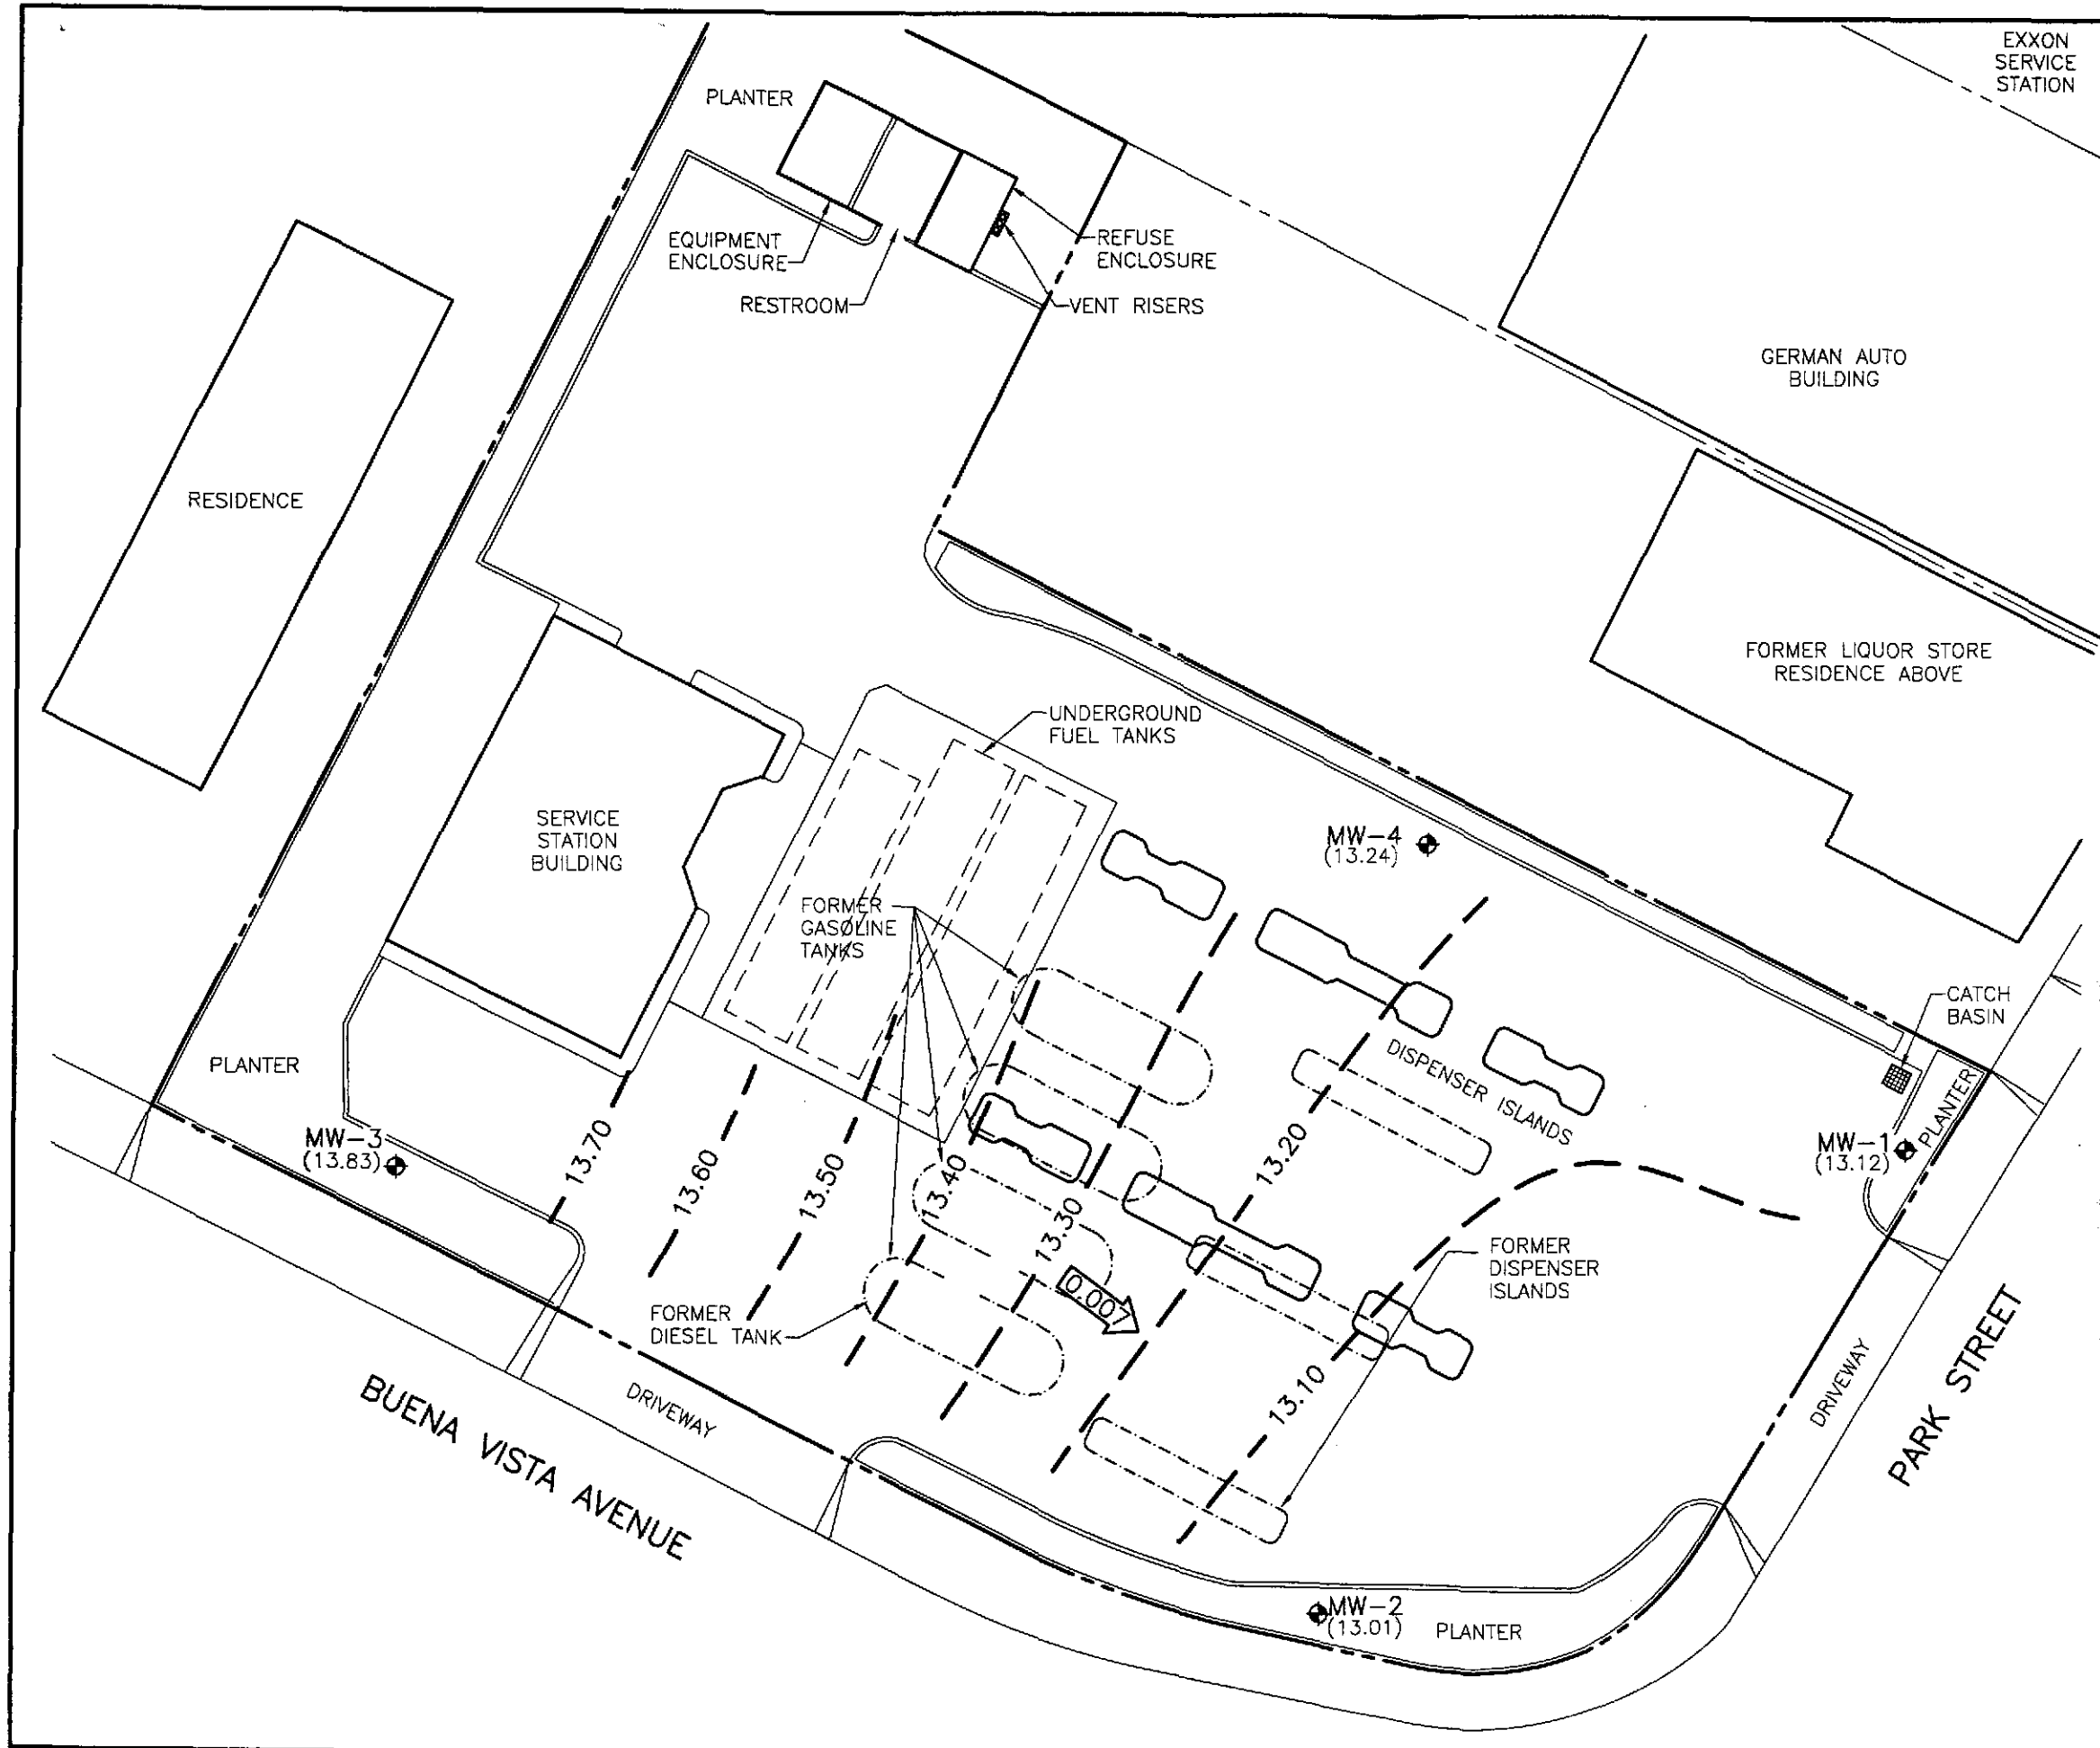 EXXON
SERVICE
STATION
PLANTER
EQUIPMENT
ENCLOSURE
REFUSE
ENCLOSURE
RESTROOM
VENT RISERS
GERMAN AUTO
BUILDING
RESIDENCE
FORMER LIQUOR STORE
RESIDENCE ABOVE
UNDERGROUND
FUEL TANKS
SERVICE
STATION
BUILDING
MW-4
(13.24)
FORMER
GASOLINE
TANKS
CATCH
BASIN
DISPENSER ISLANDS
PLANTER
PLANTER
MW-3
(13.83)
MW-1
(13.12)
13.70
13.60
13.50
13.40
13.30
13.20
13.10
0.007
FORMER
DISPENSER
ISLANDS
FORMER
DIESEL TANK
DRIVEWAY
DRIVEWAY
BUENA VISTA AVENUE
PARK STREET
MW-2
(13.01)
PLANTER